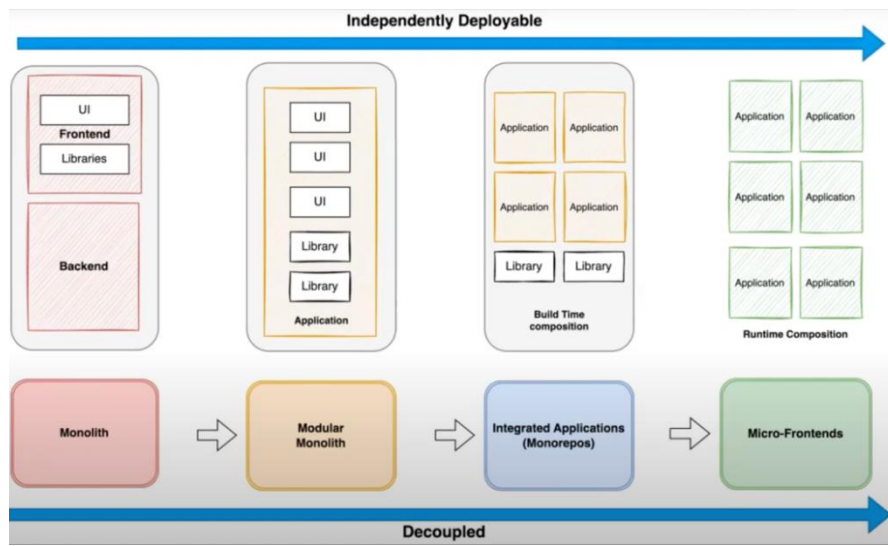 Independently Deployable
UI
Frontend
Libraries
Backend
UI
UI
UI
Library
Library
Application
Application
Application
Application
Application
Library
Library
Build Time
composition
Application
Application
Application
Application
Application
Application
Runtime Composition
Monolith
Modular
Monolith
Integrated Applications
(Monorepos)
Micro-Frontends
Decoupled